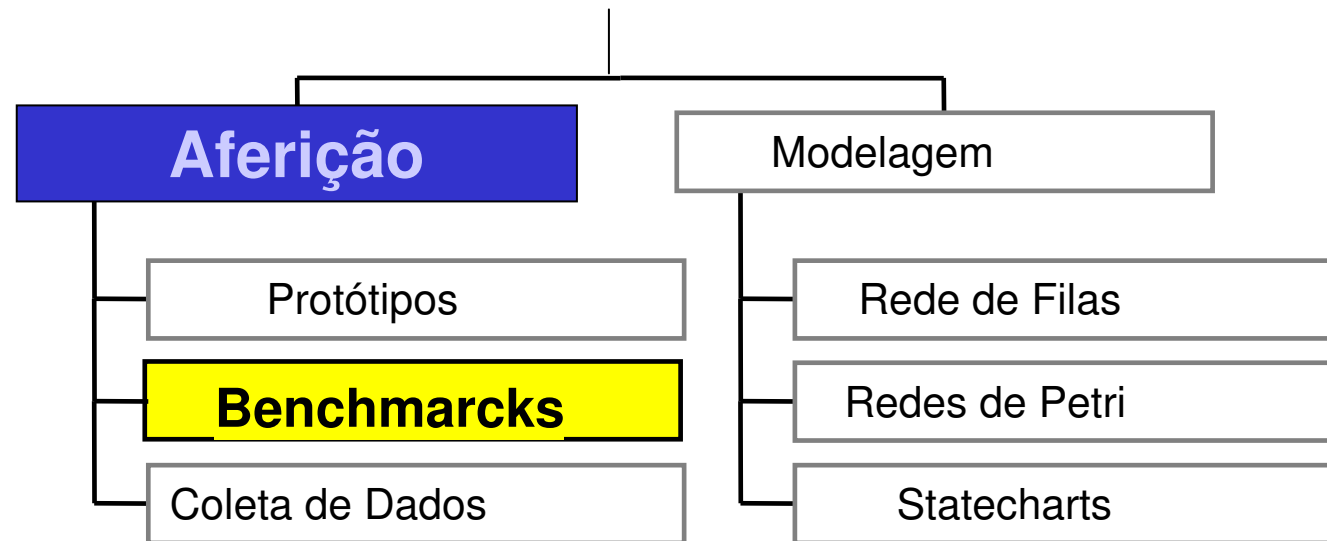 Aferição
Modelagem
Protótipos
Rede de Filas
Benchmarcks
Redes de Petri
Coleta de Dados
Statecharts